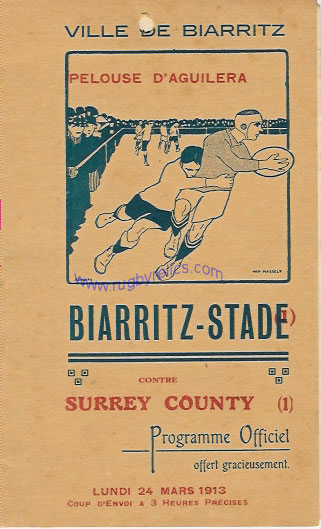 VILLE DE BIARRITZ
PELOUSE D'AGUILERA
www.rugbyrelics.com
BIARRITZ-STADE (1)
CONTRE
SURREY COUNTY (1)
Programme Officiel
offert gracieusement.
LUNDI 24 MARS 1913
COUP D'ENVOI A 3 HEURES PRÉCISES